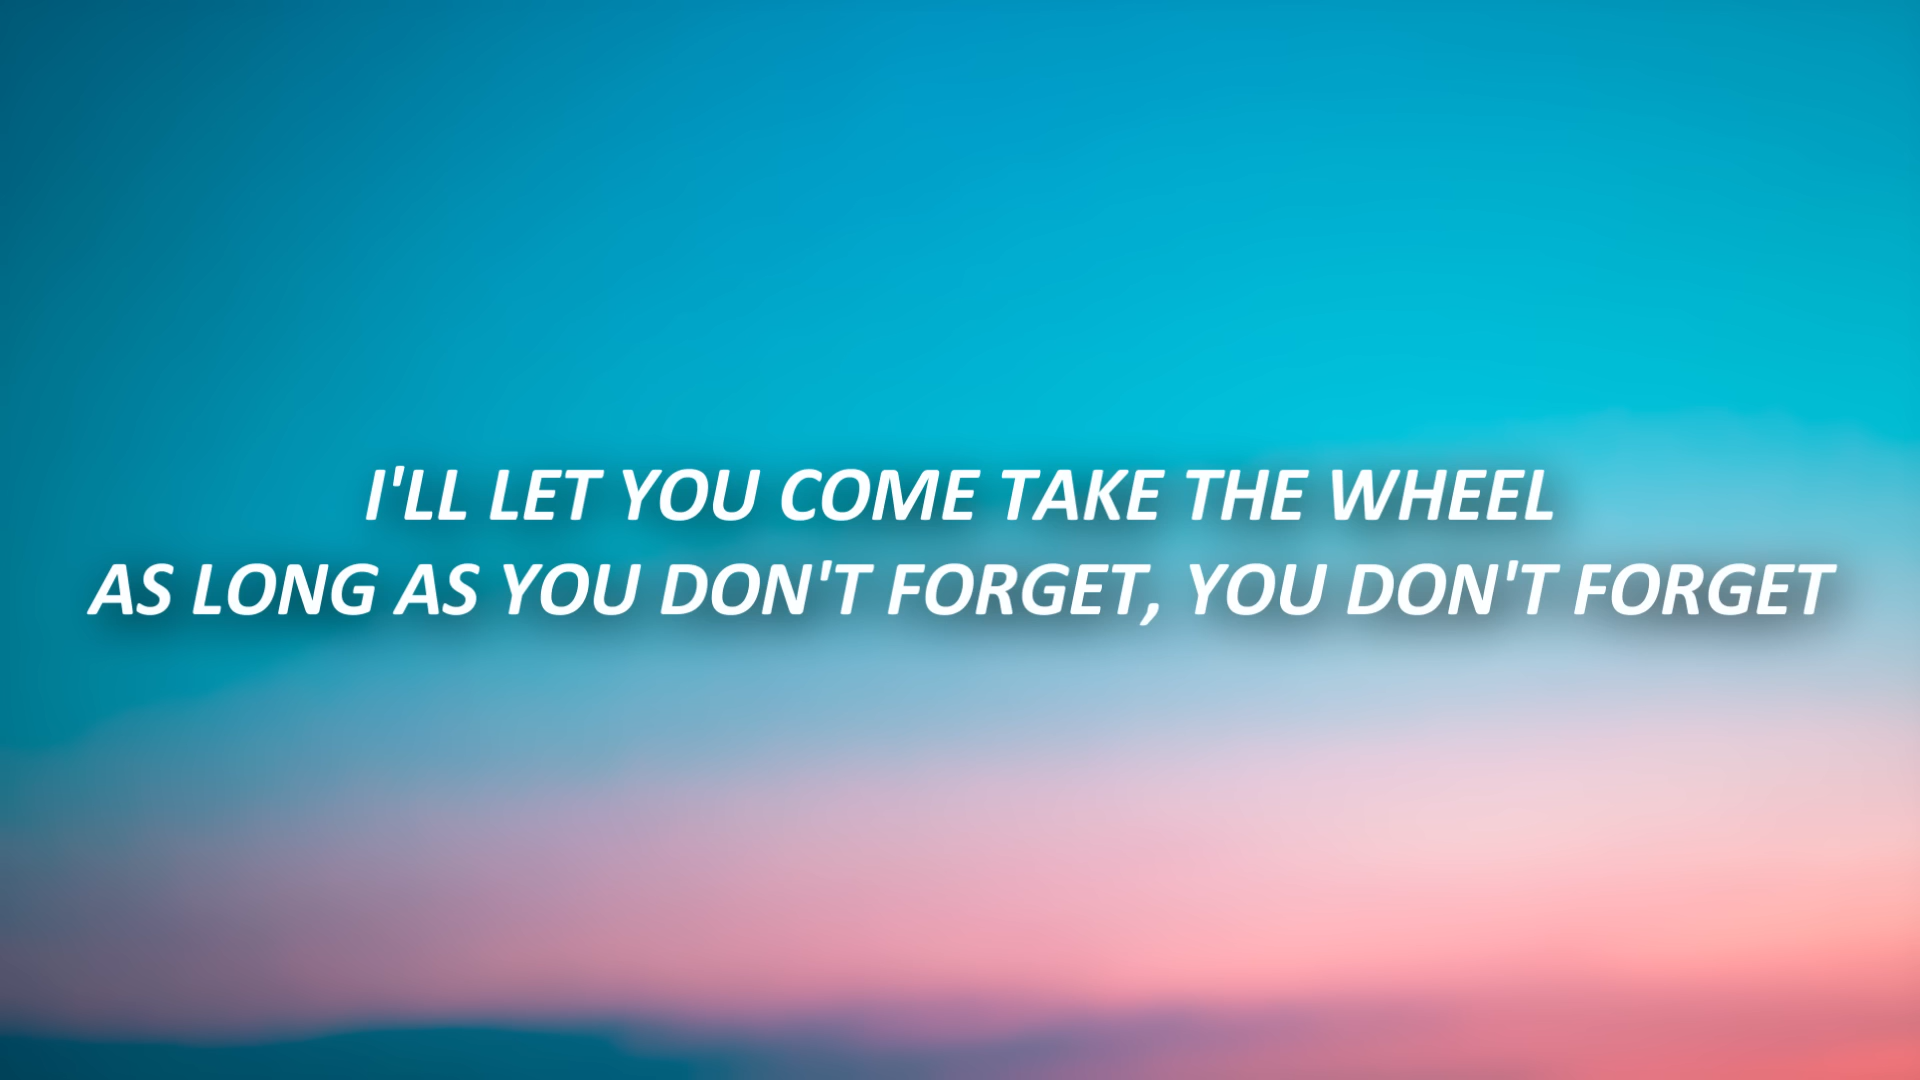 I'LL LET YOU COME TAKE THE WHEEL
AS LONG AS YOU DON'T FORGET, YOU DON'T FORGET